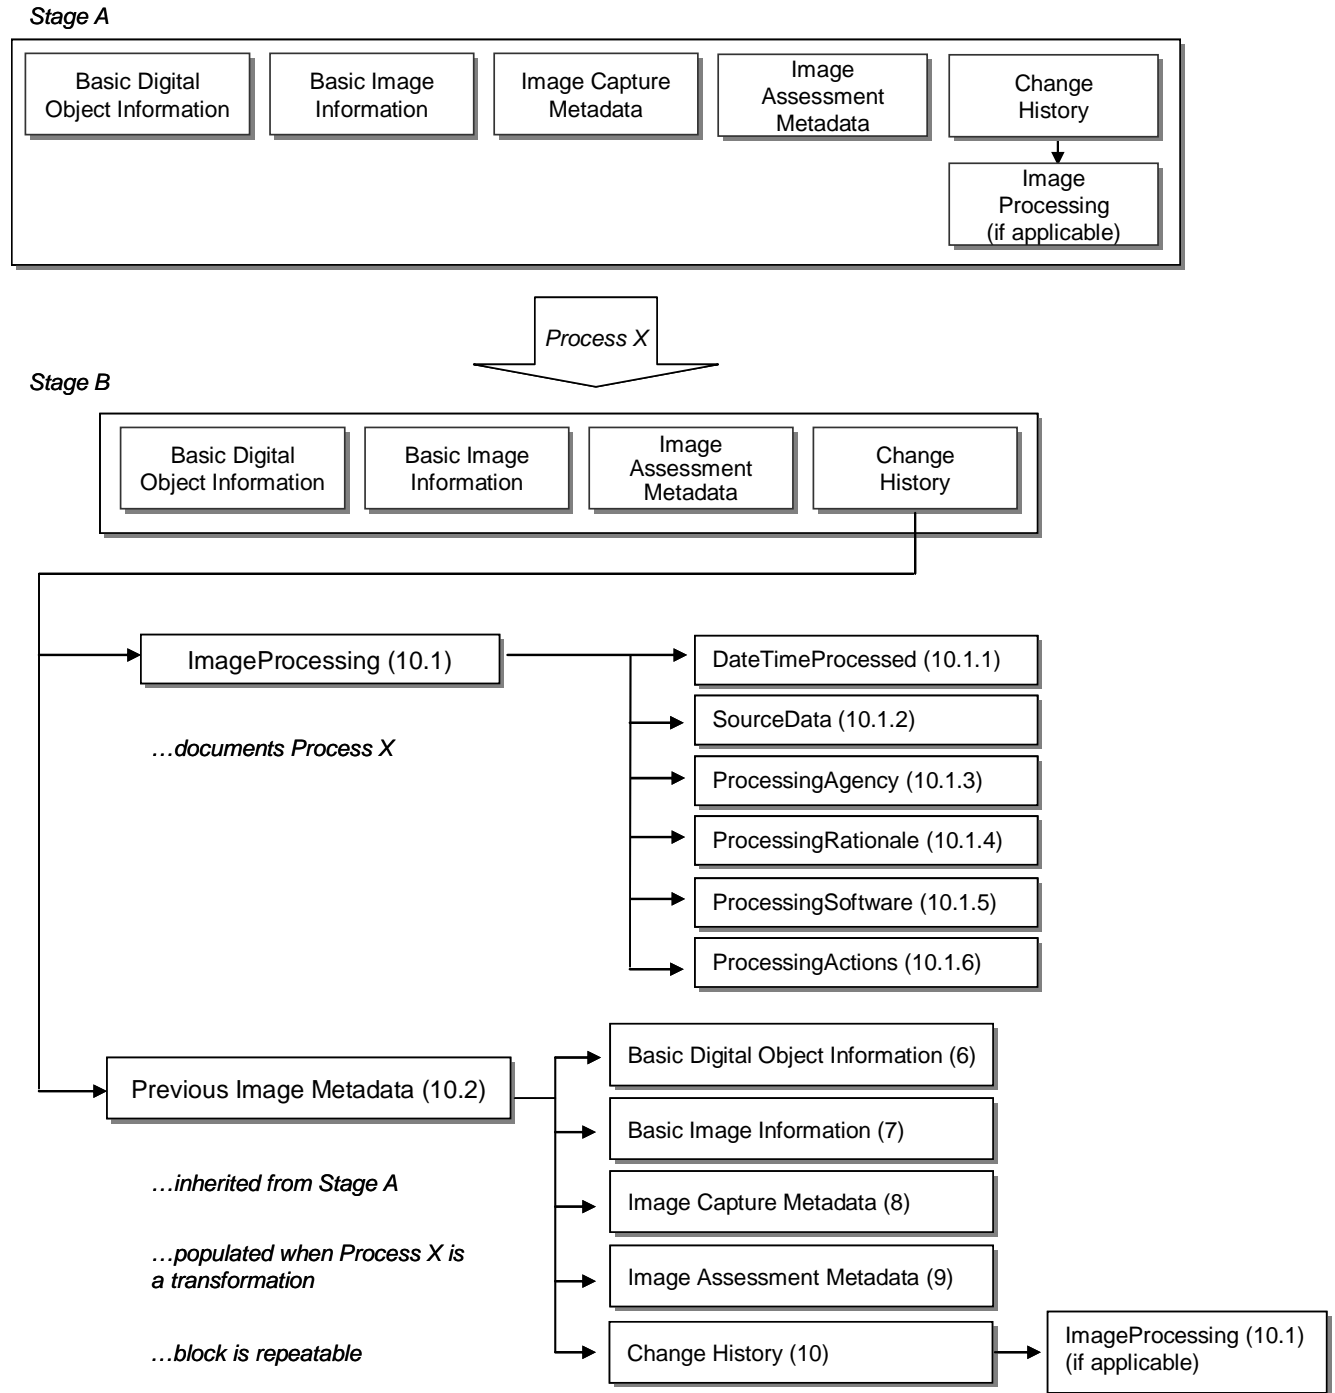 Stage A
Basic Digital
Object Information
Basic Image
Information
Image Capture
Metadata
Image
Assessment
Metadata
Change
History
Image
Processing
(if applicable)
Process X
Stage B
Basic Digital
Object Information
Basic Image
Information
Image
Assessment
Metadata
Change
History
ImageProcessing (10.1)
…documents Process X
DateTimeProcessed (10.1.1)
SourceData (10.1.2)
ProcessingAgency (10.1.3)
ProcessingRationale (10.1.4)
ProcessingSoftware (10.1.5)
ProcessingActions (10.1.6)
Previous Image Metadata (10.2)
…inherited from Stage A
…populated when Process X is
a transformation
…block is repeatable
Basic Digital Object Information (6)
Basic Image Information (7)
Image Capture Metadata (8)
Image Assessment Metadata (9)
Change History (10)
ImageProcessing (10.1)
(if applicable)